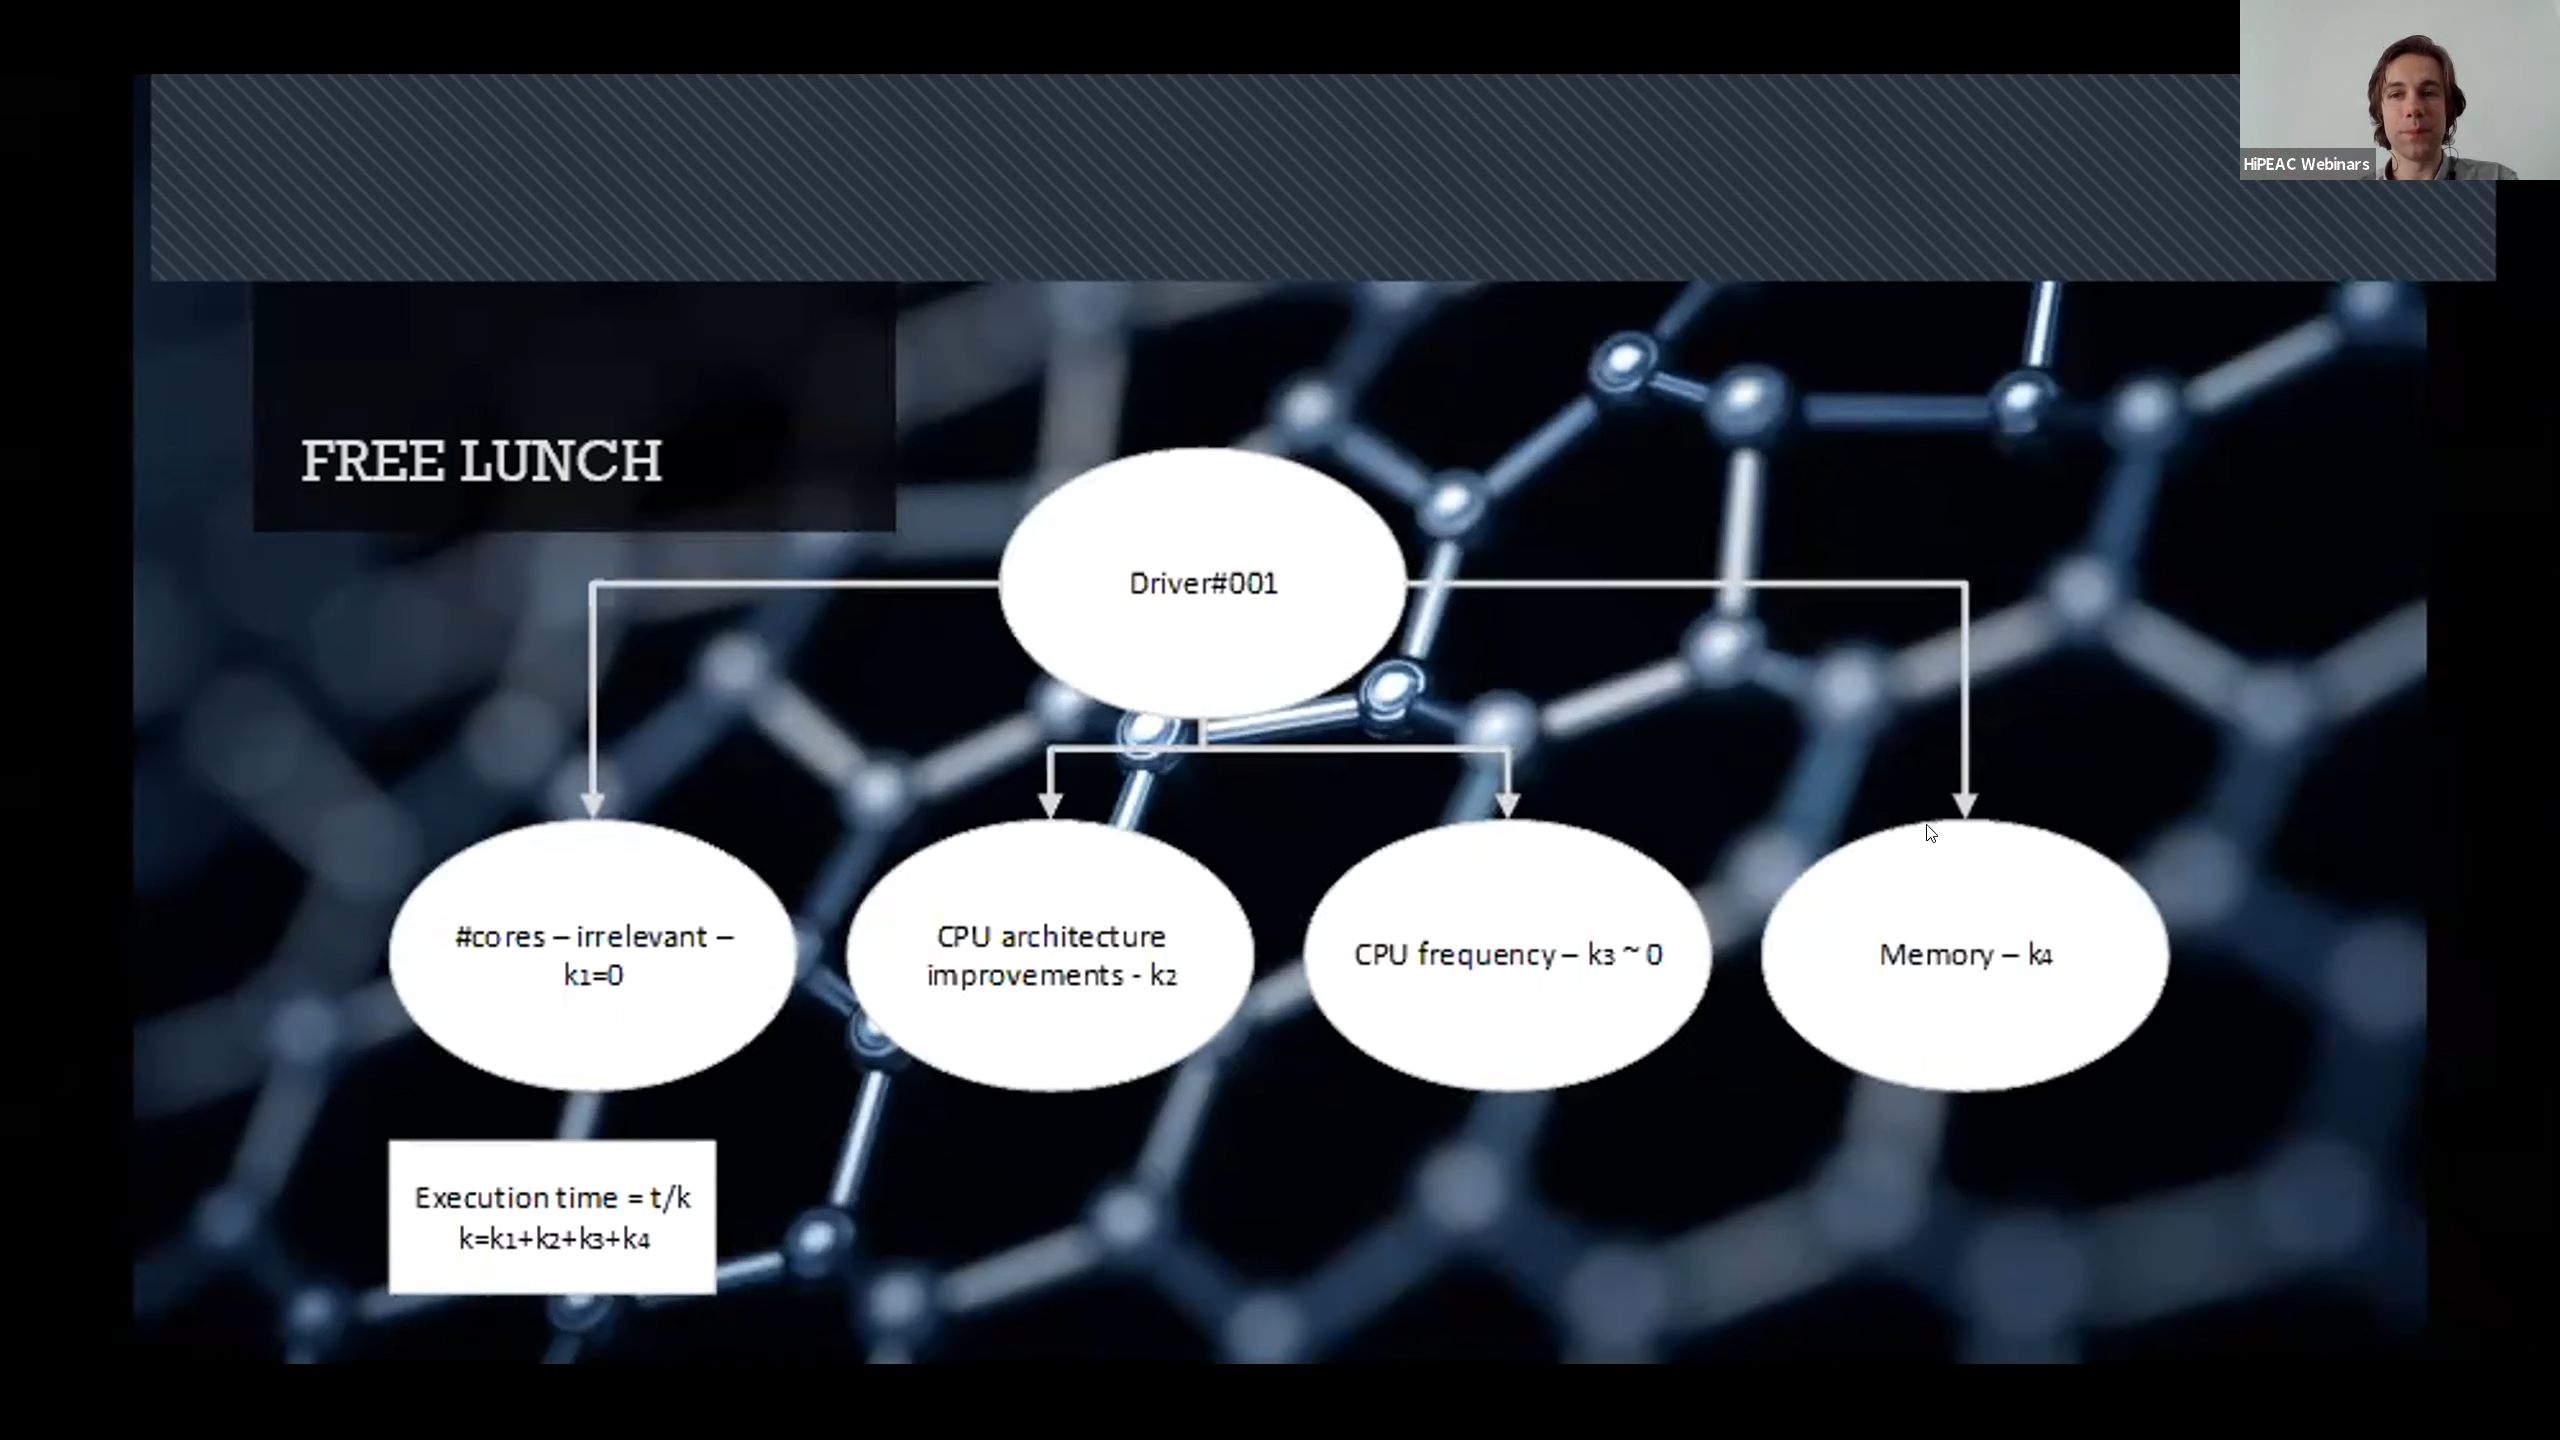 HiPEAC Webinars
FREE LUNCH
Driver#001
#cores – irrelevant –
k1=0
CPU architecture
improvements - k2
CPU frequency – k3 ~ 0
Memory – k4
Execution time = t/k
k=k1+k2+k3+k4